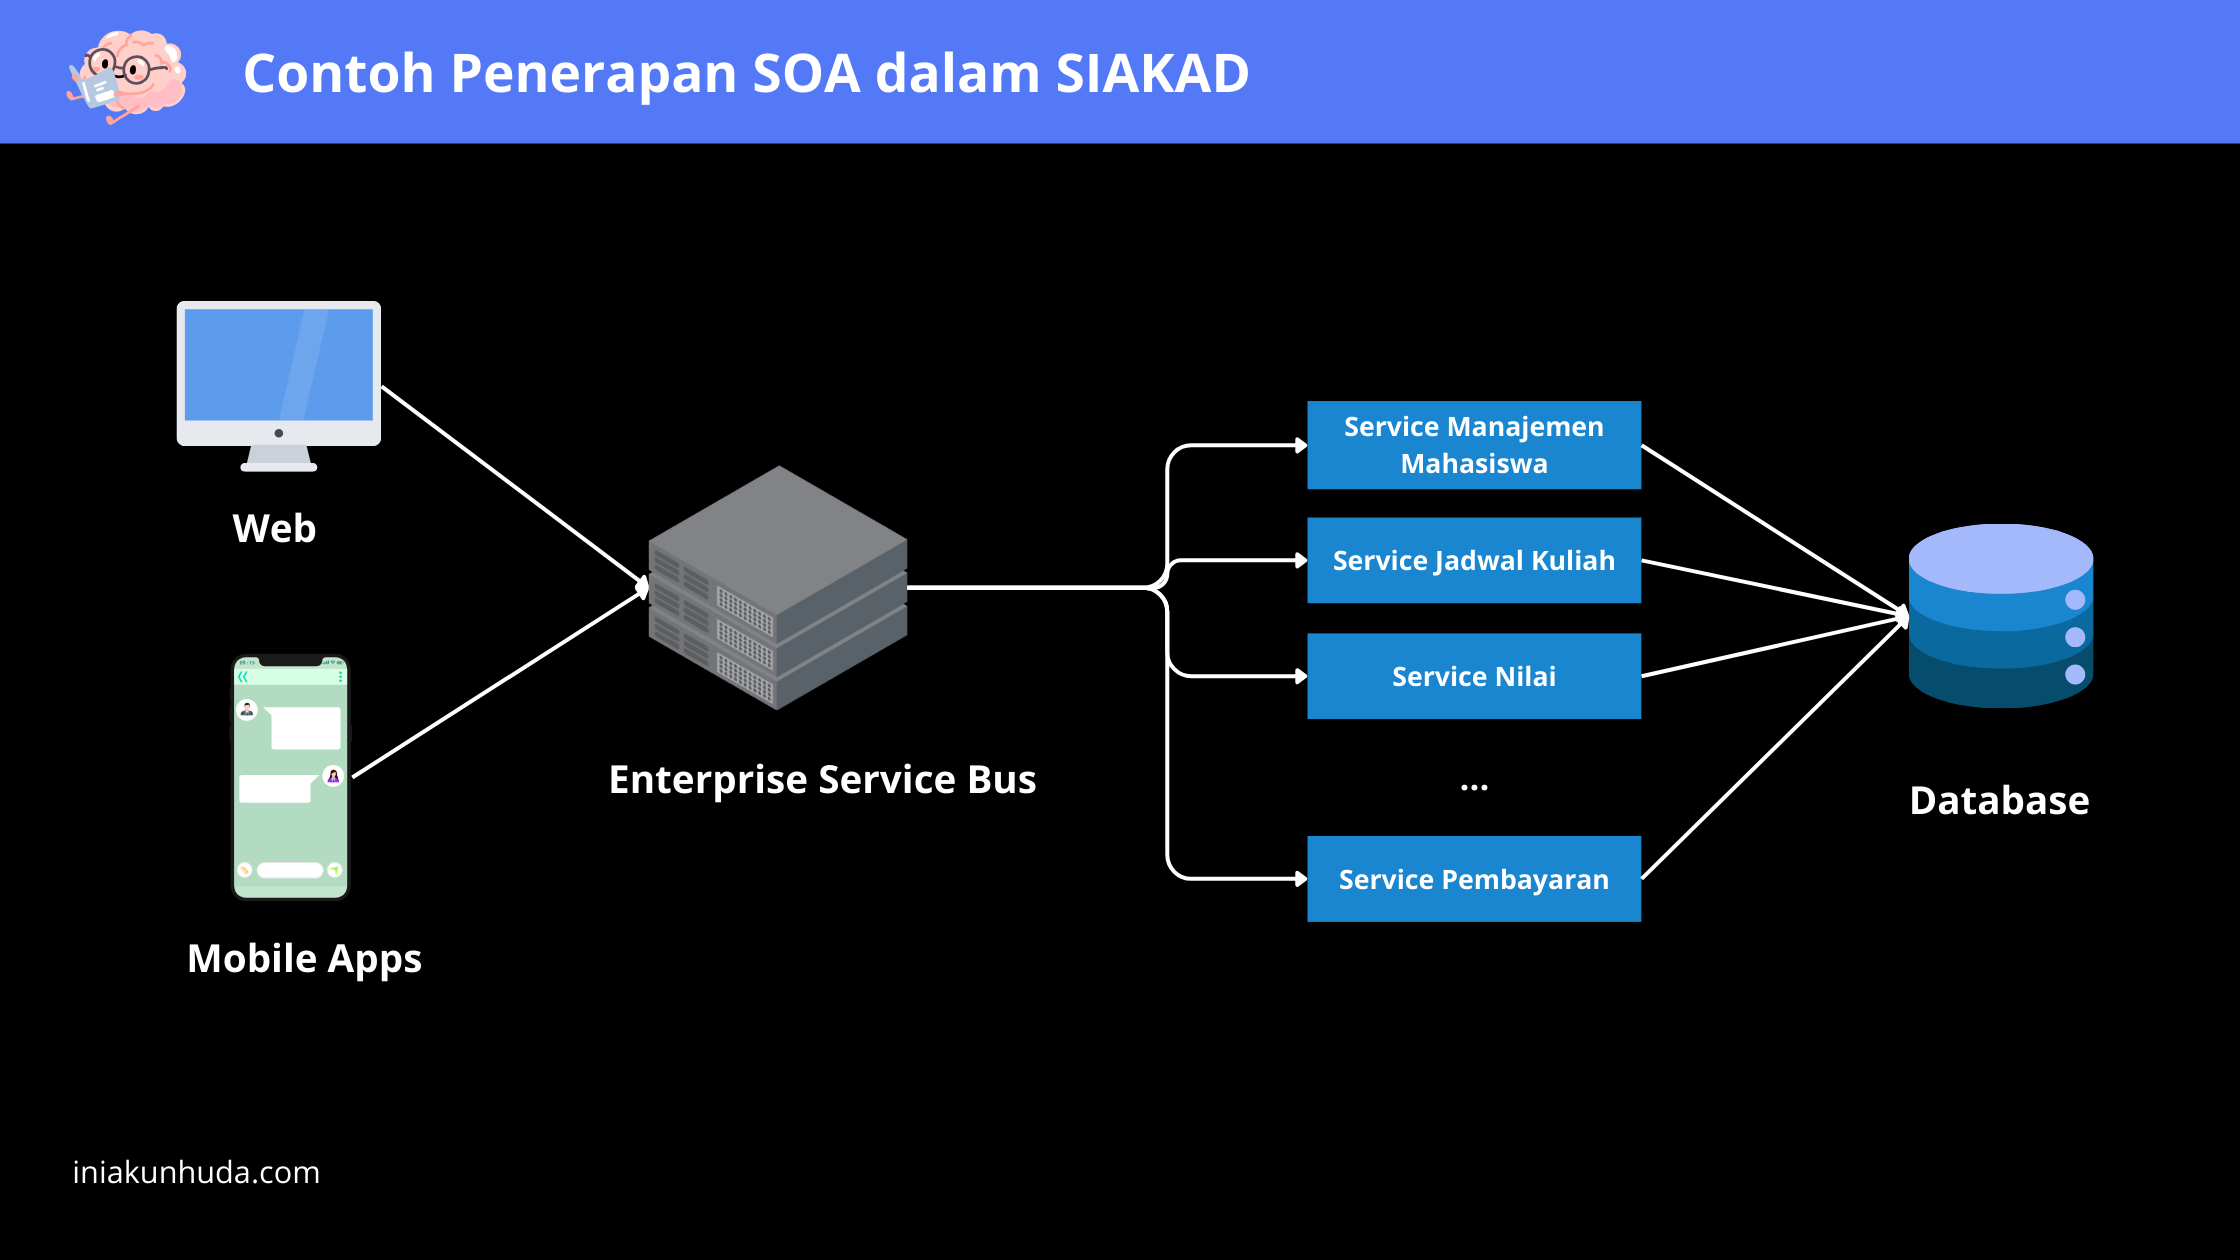 Contoh Penerapan SOA dalam SIAKAD
Web
Mobile Apps
Enterprise Service Bus
Service Manajemen
Mahasiswa
Service Jadwal Kuliah
Service Nilai
...
Service Pembayaran
Database
iniakunhuda.com